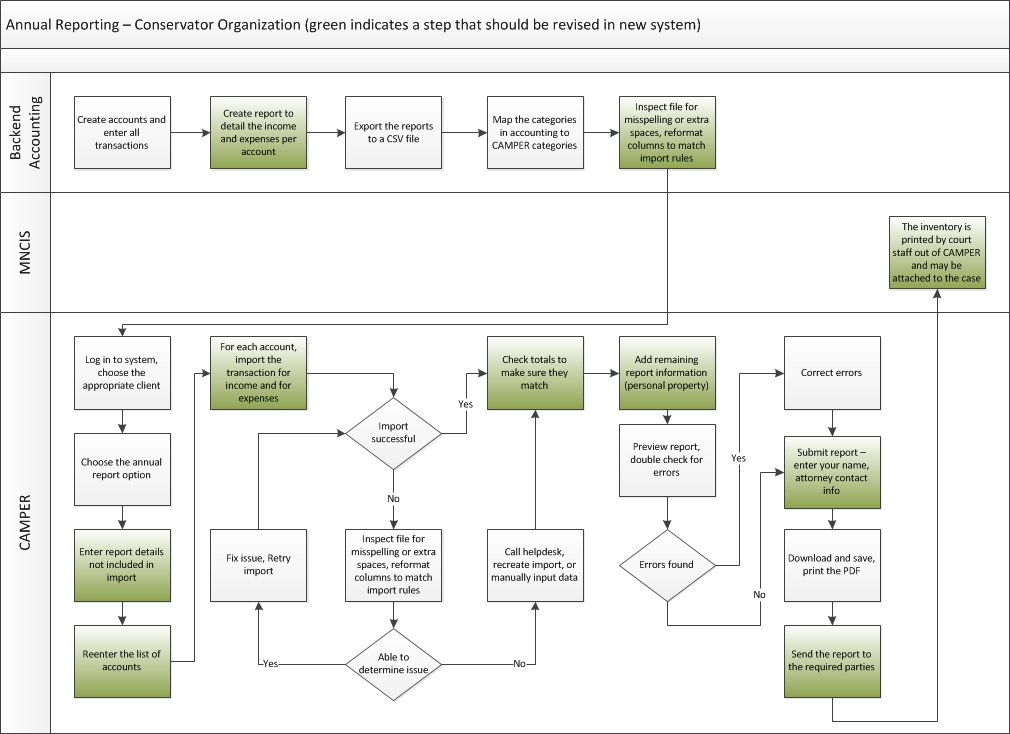 Annual Reporting – Conservator Organization (green indicates a step that should be revised in new system)
Backend
Accounting
Create accounts and
enter all
transactions
Create report to
detail the income
and expenses per
account
Export the reports
to a CSV file
Map the categories
in accounting to
CAMPER categories
Inspect file for
misspelling or extra
spaces, reformat
columns to match
import rules
MNCIS
The inventory is
printed by court
staff out of CAMPER
and may be
attached to the case
CAMPER
Log in to system,
choose the
appropriate client
Choose the annual
report option
Enter report details
not included in
import
Reenter the list of
accounts
For each account,
import the
transaction for
income and for
expenses
Import
successful
Yes
No
Fix issue, Retry
import
Inspect file for
misspelling or extra
spaces, reformat
columns to match
import rules
Able to
determine issue
Yes
No
Call helpdesk,
recreate import, or
manually input data
Check totals to
make sure they
match
Add remaining
report information
(personal property)
Preview report,
double check for
errors
Errors found
Yes
No
Correct errors
Submit report –
enter your name,
attorney contact
info
Download and save,
print the PDF
Send the report to
the required parties